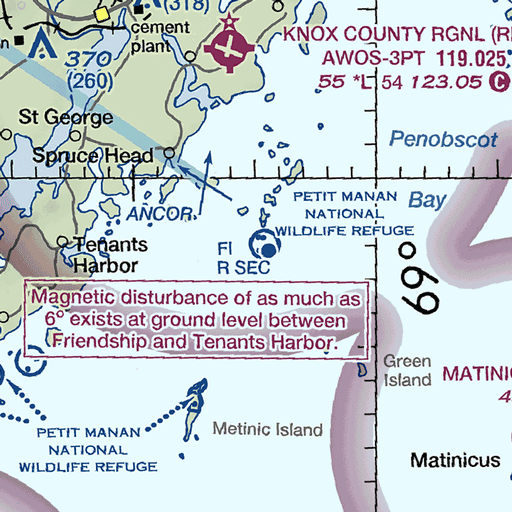 (318)
cement
plant
370
(260)
KNOX COUNTY RGNL (R
AWOS-3PT 119.025
55 *L 54 123.05 C
St George
Spruce Head
Penobscot
Bay
ANCOR
PETIT MANAN
NATIONAL
WILDLIFE REFUGE
Tenants
Harbor
Fl
R SEC
69°
Magnetic disturbance of as much as
6° exists at ground level between
Friendship and Tenants Harbor.
Green
Island
MATINIC
4
PETIT MANAN
NATIONAL
WILDLIFE REFUGE
Metinic Island
Matinicus